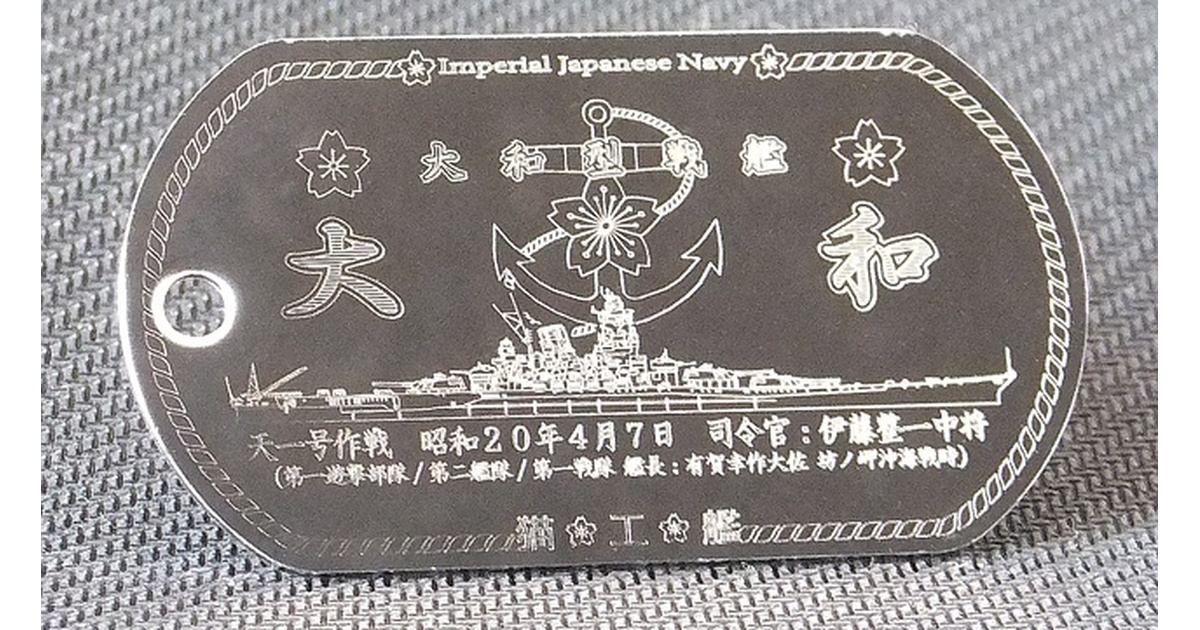 Imperial Japanese Navy
大和型戦艦
大和
天一号作戦 昭和20年4月7日 司令官:伊藤整一中将
(第一遊撃部隊/第二艦隊/第一戦隊 艦長:有賀幸作大佐 坊ノ岬沖海戦時)
猫工艦